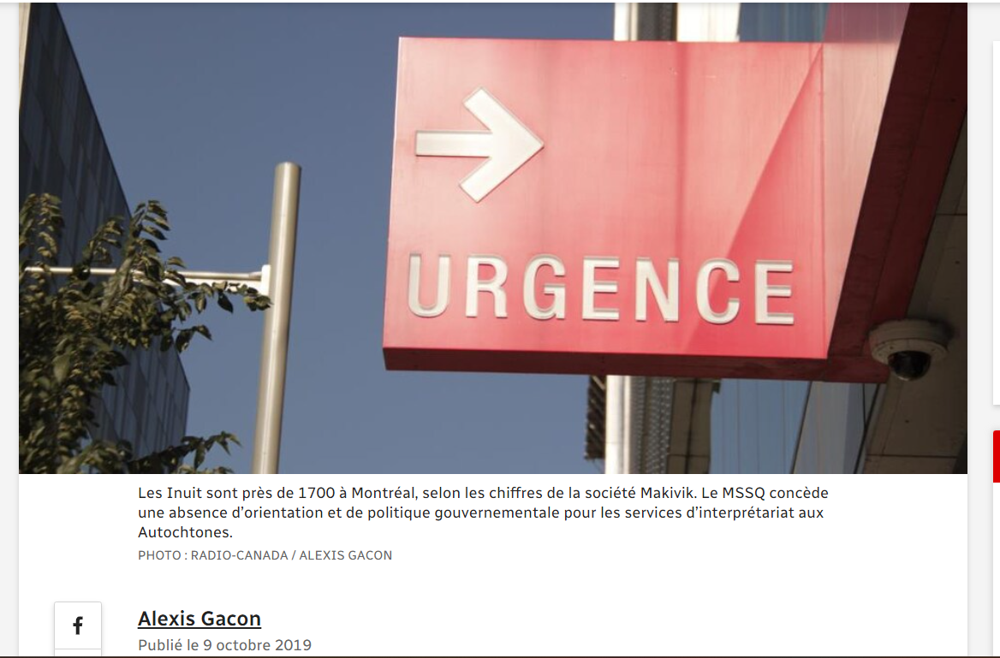 URGENCE
Les Inuit sont près de 1700 à Montréal, selon les chiffres de la société Makivik. Le MSSQ concède
une absence d’orientation et de politique gouvernementale pour les services d’interprétariat aux
Autochtones.
PHOTO : RADIO-CANADA / ALEXIS GACON
Alexis Gacon
Publié le 9 octobre 2019